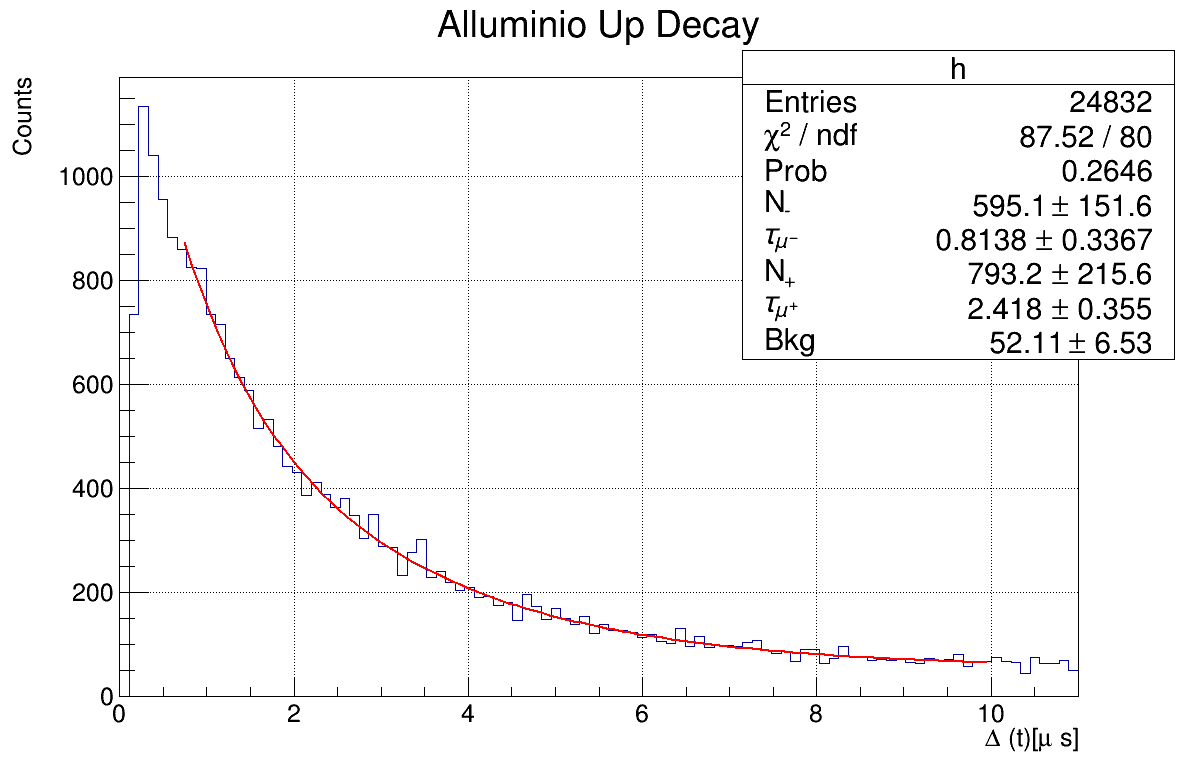 Alluminio Up Decay
h
Entries 24832
χ² / ndf 87.52 / 80
Prob 0.2646
N₋ 595.1 ± 151.6
τμ⁻ 0.8138 ± 0.3367
N₊ 793.2 ± 215.6
τμ⁺ 2.418 ± 0.355
Bkg 52.11 ± 6.53
Counts
1000
800
600
400
200
0
0 2 4 6 8 10
Δ (t)[μ s]